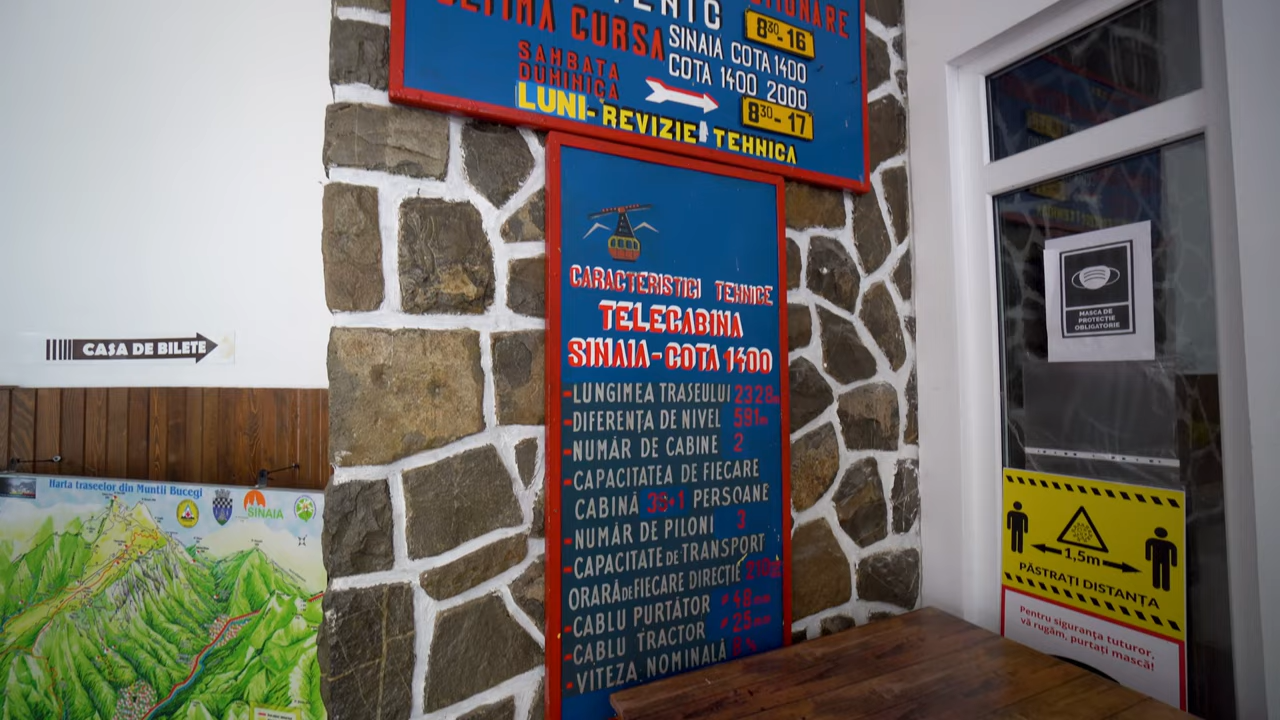 ULTIMA CURSA
SINAIA COTA 1400
COTA 1400 2000
8³⁰-16
SAMBATA
DUMINICA
8³⁰-17
LUNI-REVIZIE TEHNICA
CARACTERISTICI TEHNICE
TELECABINA
SINAIA-COTA 1400
-LUNGIMEA TRASEULUI 2328m
-DIFERENȚA DE NIVEL 591m
-NUMĂR DE CABINE 2
-CAPACITATEA DE FIECARE
CABINĂ 35+1 PERSOANE
-NUMĂR DE PILONI 3
-CAPACITATE DE TRANSPORT
ORARĂ DE FIECARE DIRECȚIE
-CABLU PURTĂTOR
-CABLU TRACTOR
-VITEZA NOMINALĂ
CASA DE BILETE
Harta traseelor din Muntii Bucegi
SINAIA
MASCA DE
PROTECȚIE
OBLIGATORIE
1,5m
PĂSTRAȚI DISTANȚA
Pentru siguranța tuturor,
vă rugăm, purtați mască!